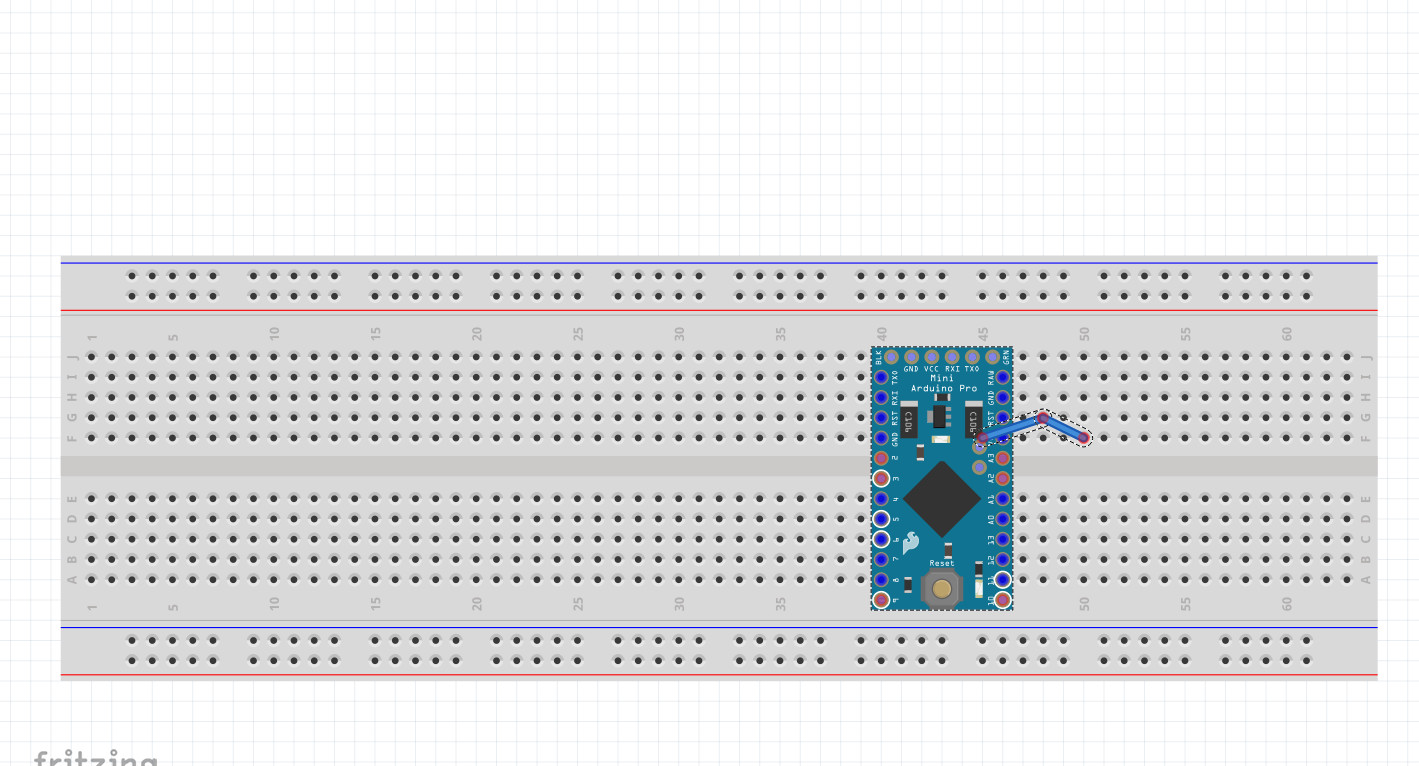 1 5 10 15 20 25 30 35 40 45 50 55 60
J J
I I
H H
G G
F F
E E
D D
C C
B B
A A
1 5 10 15 20 25 30 35 50 55 60
BLK GND VCC RXI TXO GRN
Mini
Arduino Pro
TXO RAW
RXI GND
RST RST
GND
2 A3
3 A2
4 A1
5 A0
6 13
7 12
8 11
9 10
Reset
fritzing